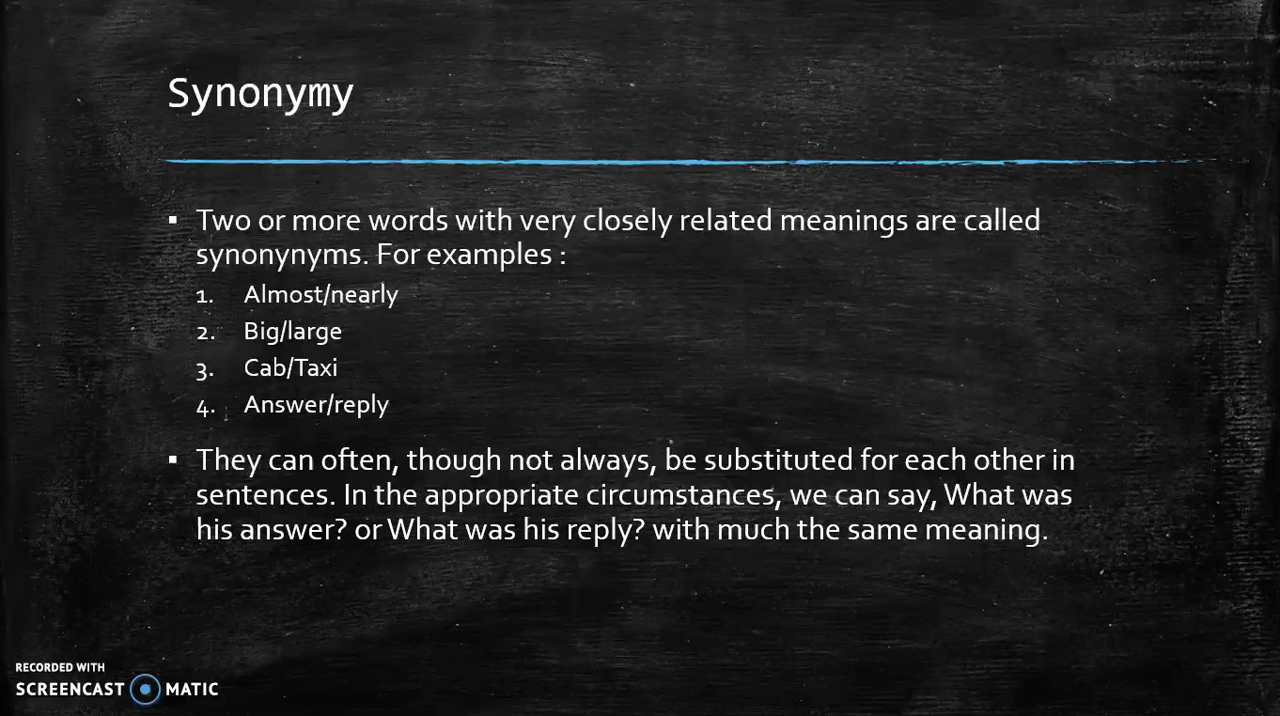 Synonymy
▪ Two or more words with very closely related meanings are called
synonynyms. For examples :
1. Almost/nearly
2. Big/large
3. Cab/Taxi
4. Answer/reply
▪ They can often, though not always, be substituted for each other in
sentences. In the appropriate circumstances, we can say, What was
his answer? or What was his reply? with much the same meaning.
RECORDED WITH
SCREENCAST MATIC